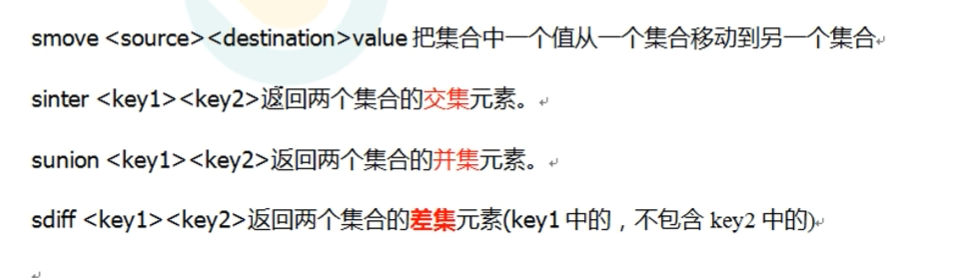 smove <source><destination>value 把集合中一个值从一个集合移动到另一个集合
sinter <key1><key2>返回两个集合的交集元素。
sunion <key1><key2>返回两个集合的并集元素。
sdiff <key1><key2>返回两个集合的差集元素(key1 中的，不包含 key2 中的)